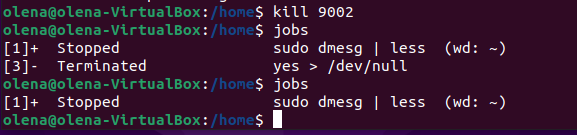 olena@olena-VirtualBox:/home$ kill 9002
olena@olena-VirtualBox:/home$ jobs
[1]+  Stopped                 sudo dmesg | less  (wd: ~)
[3]-  Terminated              yes > /dev/null
olena@olena-VirtualBox:/home$ jobs
[1]+  Stopped                 sudo dmesg | less  (wd: ~)
olena@olena-VirtualBox:/home$